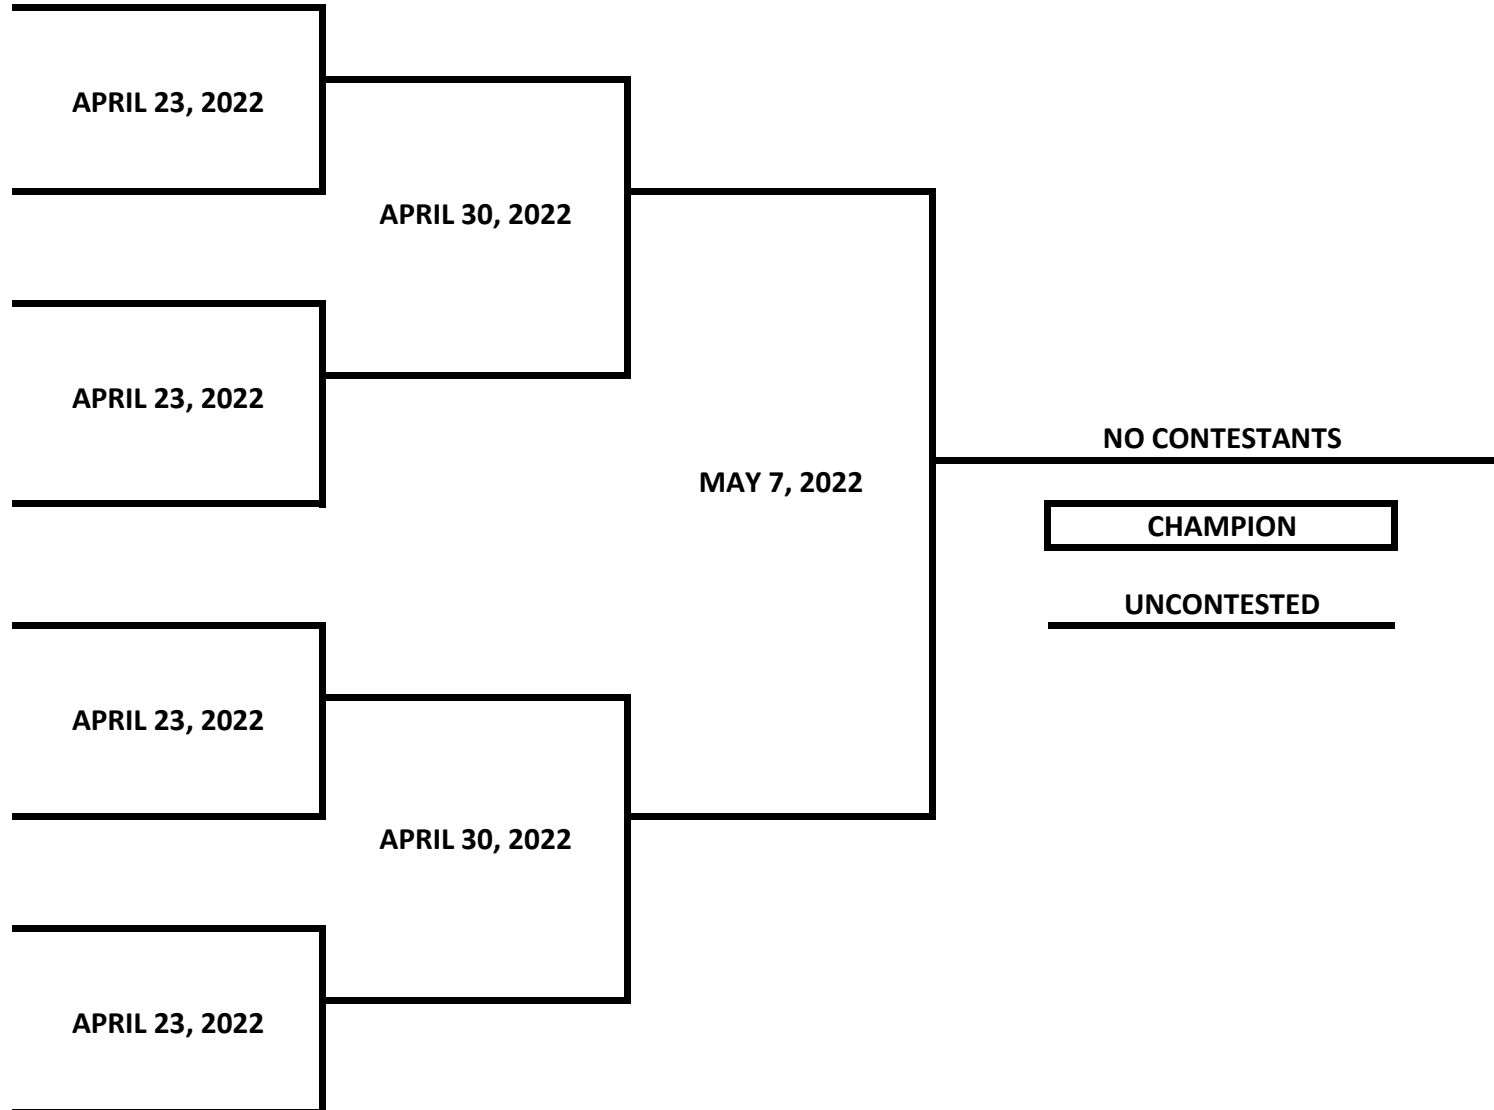 APRIL 23, 2022
APRIL 30, 2022
APRIL 23, 2022
NO CONTESTANTS
MAY 7, 2022
CHAMPION
UNCONTESTED
APRIL 23, 2022
APRIL 30, 2022
APRIL 23, 2022